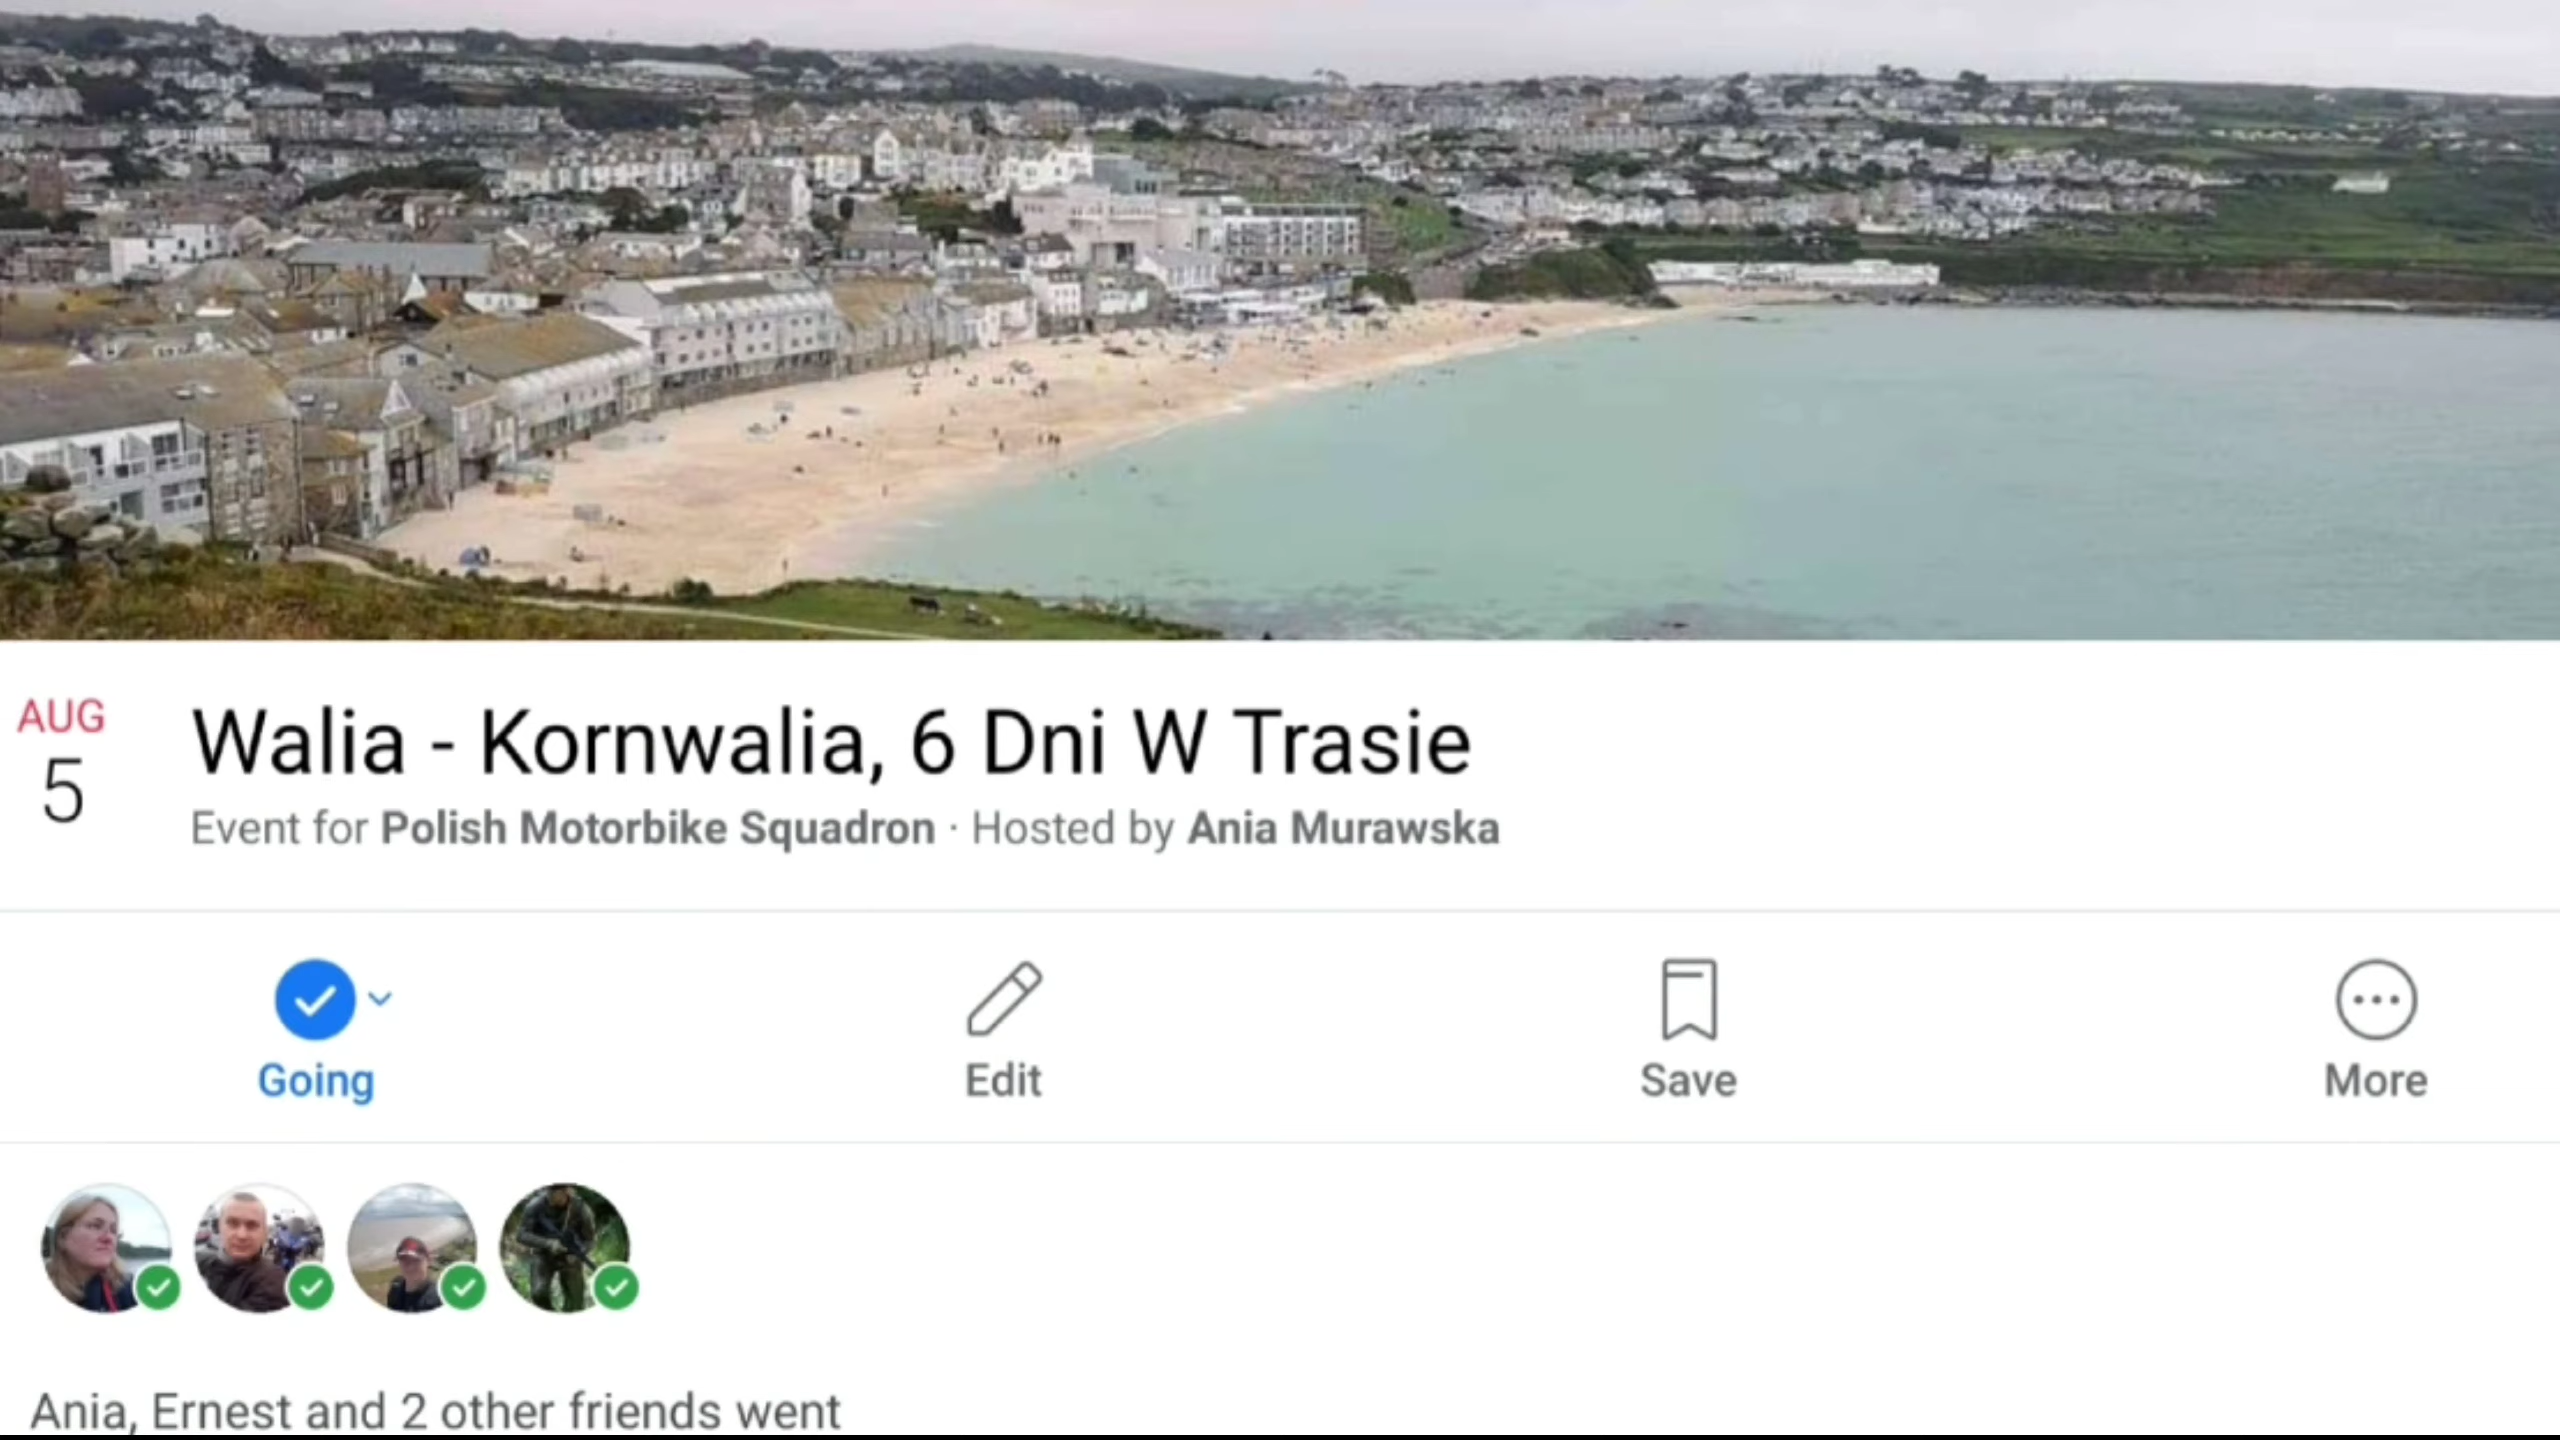 AUG
5
Walia - Kornwalia, 6 Dni W Trasie
Event for Polish Motorbike Squadron · Hosted by Ania Murawska
Going
Edit
Save
More
Ania, Ernest and 2 other friends went